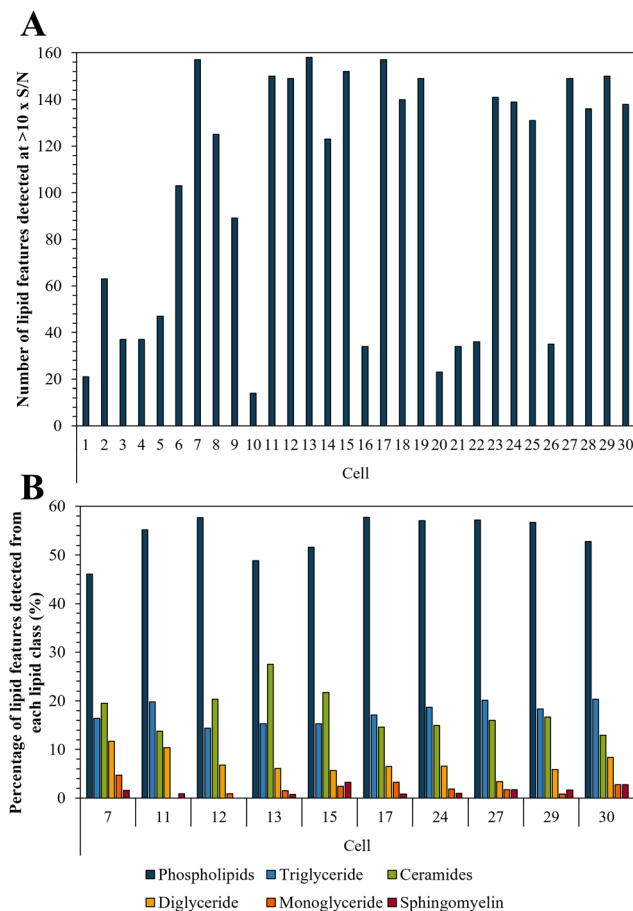 A
Number of lipid features detected at >10 x S/N
160
140
120
100
80
60
40
20
0
1 2 3 4 5 6 7 8 9 10 11 12 13 14 15 16 17 18 19 20 21 22 23 24 25 26 27 28 29 30
Cell
B
Percentage of lipid features detected from
each lipid class (%)
60
50
40
30
20
10
0
7 11 12 13 15 17 24 27 29 30
Cell
Phospholipids Triglyceride Ceramides
Diglyceride Monoglyceride Sphingomyelin